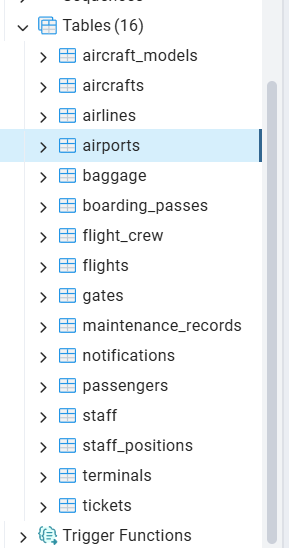 Tables (16)
aircraft_models
aircrafts
airlines
airports
baggage
boarding_passes
flight_crew
flights
gates
maintenance_records
notifications
passengers
staff
staff_positions
terminals
tickets
Trigger Functions